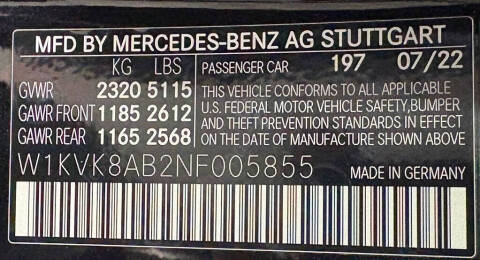 MFD BY MERCEDES-BENZ AG STUTTGART
KG LBS PASSENGER CAR 197 07/22
GVWR 2320 5115
GAWR FRONT 1185 2612
GAWR REAR 1165 2568
THIS VEHICLE CONFORMS TO ALL APPLICABLE
U.S. FEDERAL MOTOR VEHICLE SAFETY, BUMPER
AND THEFT PREVENTION STANDARDS IN EFFECT
ON THE DATE OF MANUFACTURE SHOWN ABOVE
W1KVK8AB2NF005855 MADE IN GERMANY